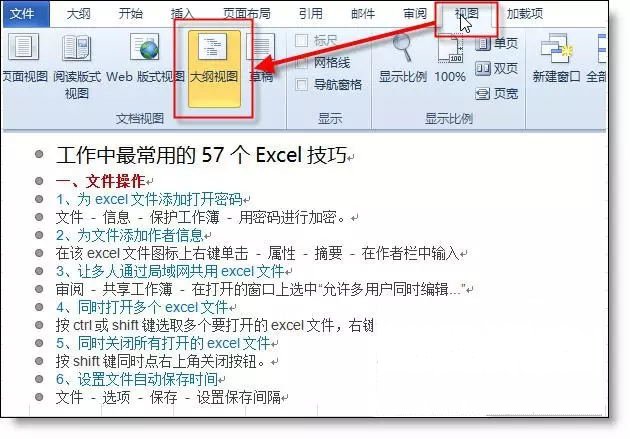 文件 大纲 开始 插入 页面布局 引用 邮件 审阅 视图 加载项
页面视图 阅读版式视图 Web 版式视图 大纲视图 草稿
标尺
网格线
导航窗格
显示比例 100%
单页
双页
页宽
新建窗口 全部
文档视图 显示 显示比例
工作中最常用的 57 个 Excel 技巧
一、文件操作
1、为 excel 文件添加打开密码
文件 - 信息 - 保护工作簿 - 用密码进行加密。
2、为文件添加作者信息
在该 excel 文件图标上右键单击 - 属性 - 摘要 - 在作者栏中输入
3、让多人通过局域网共用 excel 文件
审阅 - 共享工作簿 - 在打开的窗口上选中“允许多用户同时编辑...”
4、同时打开多个 excel 文件
按 ctrl 或 shift 键选取多个要打开的 excel 文件，右键
5、同时关闭所有打开的 excel 文件
按 shift 键同时点右上角关闭按钮。
6、设置文件自动保存时间
文件 - 选项 - 保存 - 设置保存间隔